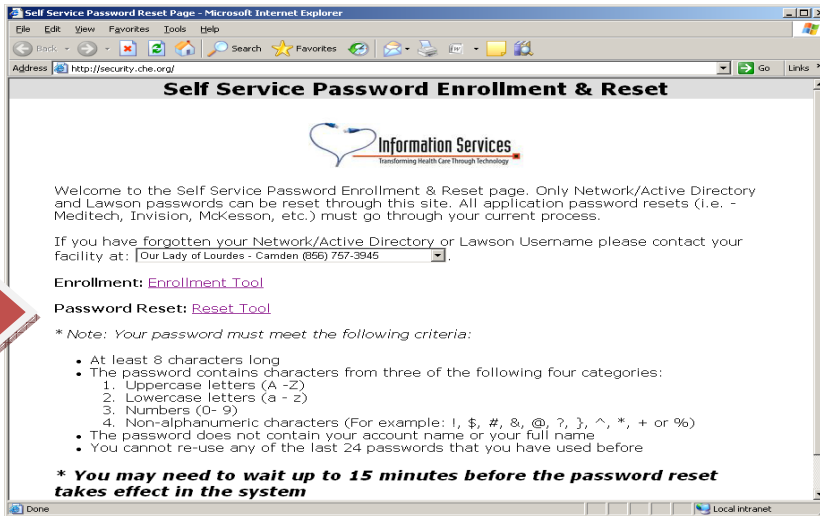 Self Service Password Reset Page - Microsoft Internet Explorer
File Edit View Favorites Tools Help
Back Search Favorites
Address http://security.che.org/ Go Links »
Self Service Password Enrollment & Reset
Information Services
Transforming Health Care Through Technology
Welcome to the Self Service Password Enrollment & Reset page. Only Network/Active Directory
and Lawson passwords can be reset through this site. All application password resets (i.e. -
Meditech, Invision, McKesson, etc.) must go through your current process.
If you have forgotten your Network/Active Directory or Lawson Username please contact your
facility at: Our Lady of Lourdes - Camden (856) 757-3945 .
Enrollment: Enrollment Tool
Password Reset: Reset Tool
* Note: Your password must meet the following criteria:
• At least 8 characters long
• The password contains characters from three of the following four categories:
1. Uppercase letters (A -Z)
2. Lowercase letters (a - z)
3. Numbers (0- 9)
4. Non-alphanumeric characters (For example: !, $, #, &, @, ?, }, ^, *, + or %)
• The password does not contain your account name or your full name
• You cannot re-use any of the last 24 passwords that you have used before
* You may need to wait up to 15 minutes before the password reset
takes effect in the system
Done Local intranet